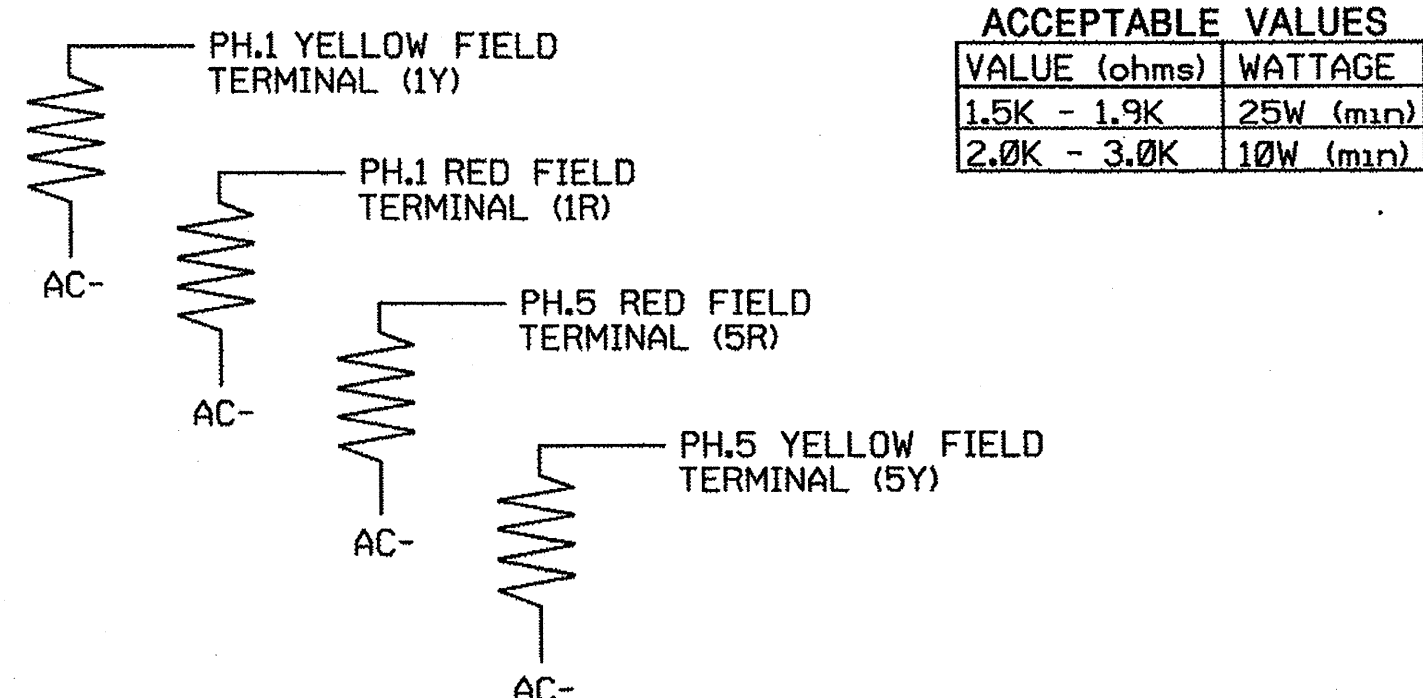 PH.1 YELLOW FIELD
TERMINAL (1Y)
AC-
PH.1 RED FIELD
TERMINAL (1R)
AC-
PH.5 RED FIELD
TERMINAL (5R)
AC-
PH.5 YELLOW FIELD
TERMINAL (5Y)
AC-
ACCEPTABLE VALUES
VALUE (ohms) WATTAGE
1.5K - 1.9K 25W (min)
2.0K - 3.0K 10W (min)